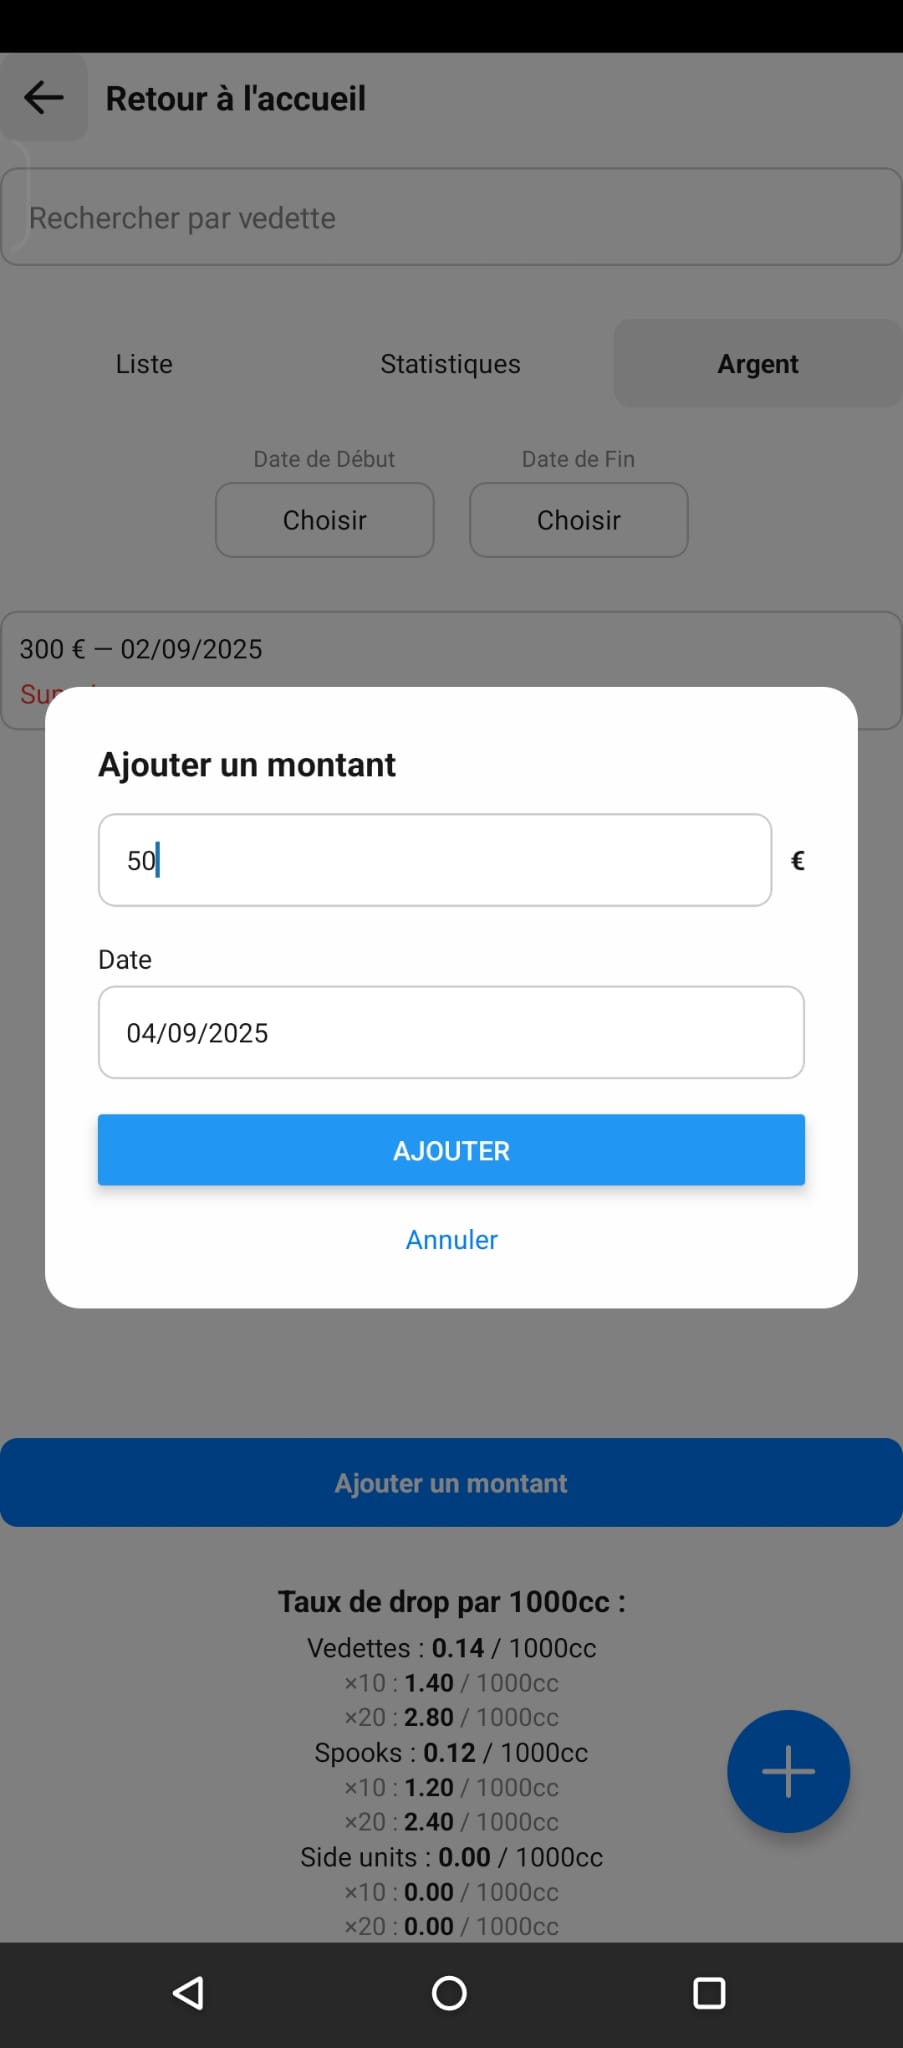 Retour à l'accueil
Rechercher par vedette
Liste
Statistiques
Argent
Date de Début
Date de Fin
Choisir
Choisir
300 € — 02/09/2025
Ajouter un montant
50
€
Date
04/09/2025
AJOUTER
Annuler
Ajouter un montant
Taux de drop par 1000cc :
Vedettes : 0.14 / 1000cc
×10 : 1.40 / 1000cc
×20 : 2.80 / 1000cc
Spooks : 0.12 / 1000cc
×10 : 1.20 / 1000cc
×20 : 2.40 / 1000cc
Side units : 0.00 / 1000cc
×10 : 0.00 / 1000cc
×20 : 0.00 / 1000cc